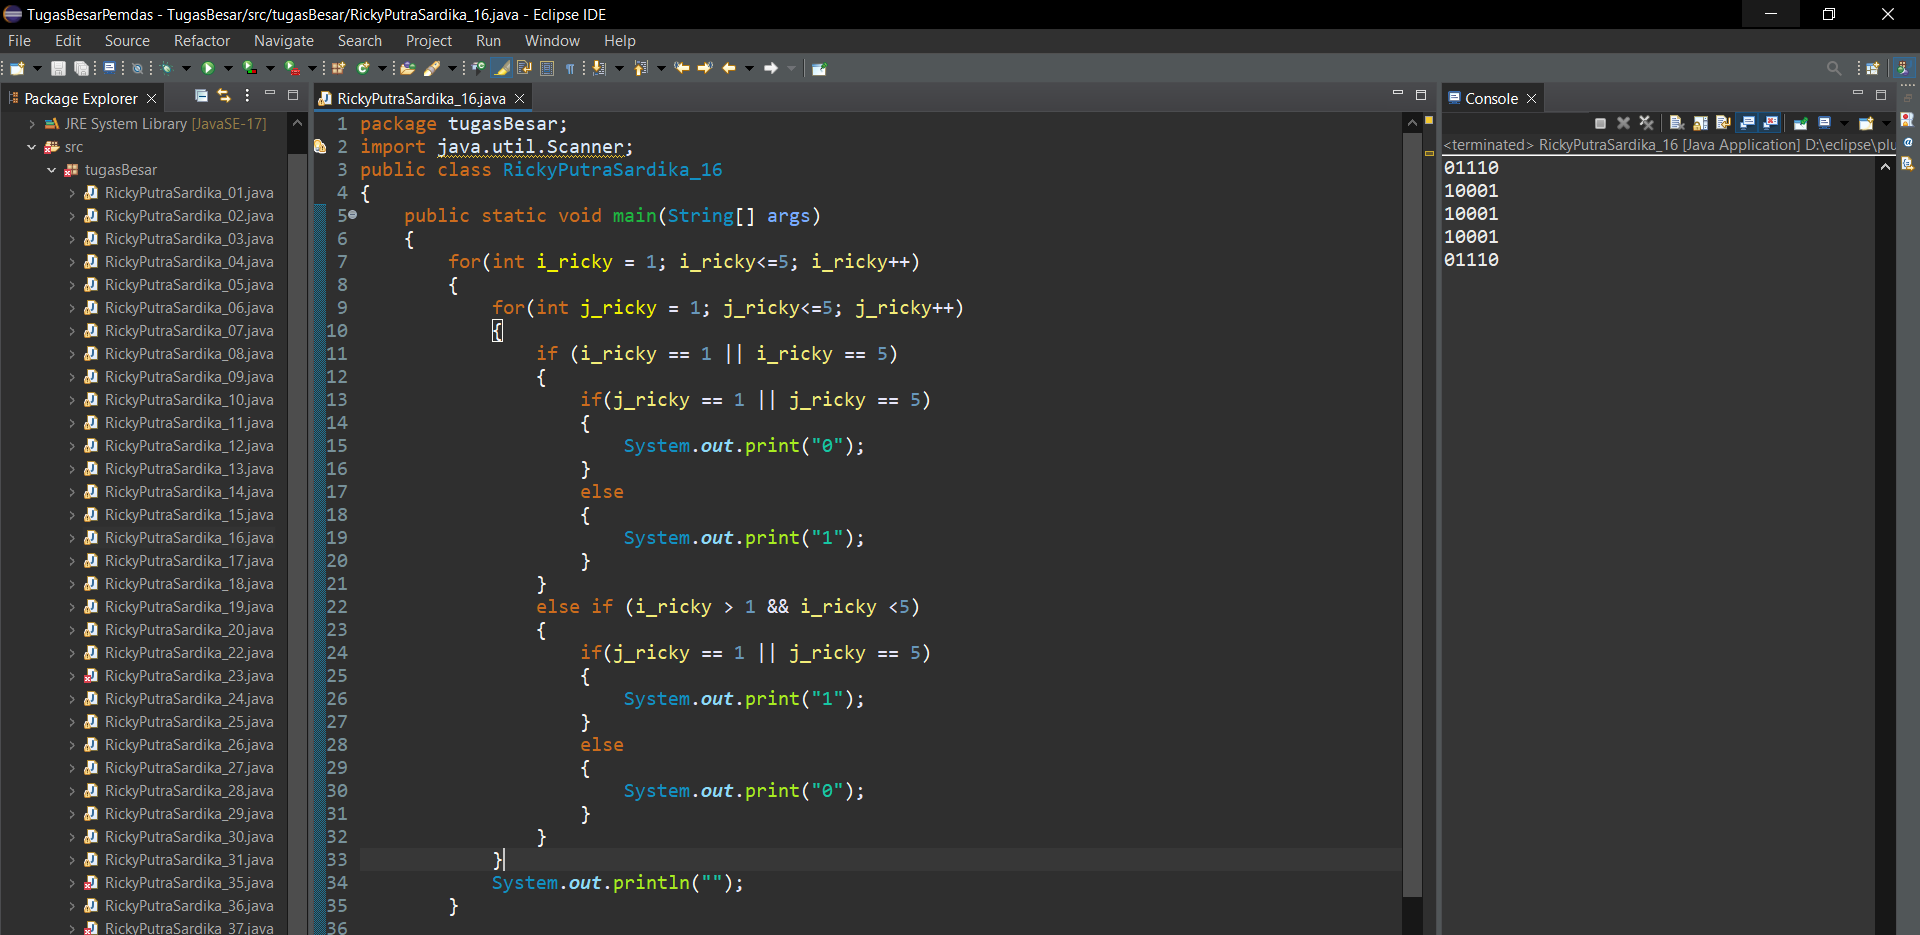 TugasBesarPemdas - TugasBesar/src/tugasBesar/RickyPutraSardika_16.java - Eclipse IDE
File Edit Source Refactor Navigate Search Project Run Window Help
Package Explorer
JRE System Library [JavaSE-17]
src
tugasBesar
RickyPutraSardika_01.java
RickyPutraSardika_02.java
RickyPutraSardika_03.java
RickyPutraSardika_04.java
RickyPutraSardika_05.java
RickyPutraSardika_06.java
RickyPutraSardika_07.java
RickyPutraSardika_08.java
RickyPutraSardika_09.java
RickyPutraSardika_10.java
RickyPutraSardika_11.java
RickyPutraSardika_12.java
RickyPutraSardika_13.java
RickyPutraSardika_14.java
RickyPutraSardika_15.java
RickyPutraSardika_16.java
RickyPutraSardika_17.java
RickyPutraSardika_18.java
RickyPutraSardika_19.java
RickyPutraSardika_20.java
RickyPutraSardika_22.java
RickyPutraSardika_23.java
RickyPutraSardika_24.java
RickyPutraSardika_25.java
RickyPutraSardika_26.java
RickyPutraSardika_27.java
RickyPutraSardika_28.java
RickyPutraSardika_29.java
RickyPutraSardika_30.java
RickyPutraSardika_31.java
RickyPutraSardika_35.java
RickyPutraSardika_36.java
RickyPutraSardika_37.java
RickyPutraSardika_16.java
1 package tugasBesar;
2 import java.util.Scanner;
3 public class RickyPutraSardika_16
4 {
5 public static void main(String[] args)
6 {
7 for(int i_ricky = 1; i_ricky<=5; i_ricky++)
8 {
9 for(int j_ricky = 1; j_ricky<=5; j_ricky++)
10 {
11 if (i_ricky == 1 || i_ricky == 5)
12 {
13 if(j_ricky == 1 || j_ricky == 5)
14 {
15 System.out.print("0");
16 }
17 else
18 {
19 System.out.print("1");
20 }
21 }
22 else if (i_ricky > 1 && i_ricky <5)
23 {
24 if(j_ricky == 1 || j_ricky == 5)
25 {
26 System.out.print("1");
27 }
28 else
29 {
30 System.out.print("0");
31 }
32 }
33 }
34 System.out.println("");
35 }
36
Console
<terminated> RickyPutraSardika_16 [Java Application] D:\eclipse\plu
01110
10001
10001
10001
01110